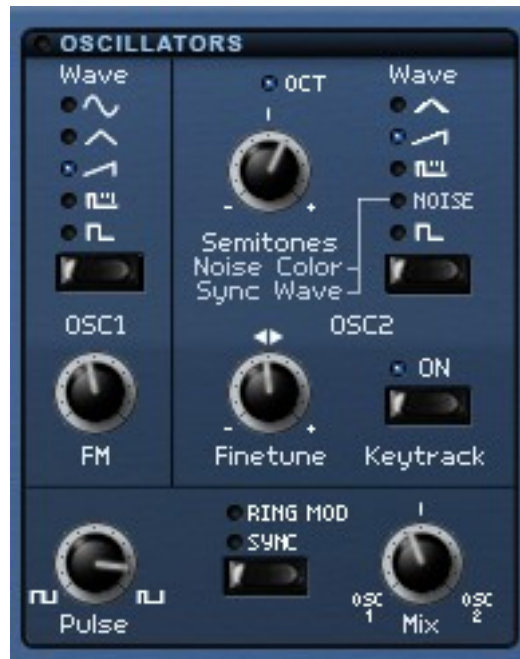 OSCILLATORS
Wave
OSC1
FM
OCT
- +
Semitones
Noise Color
Sync Wave
Wave
NOISE
OSC2
- +
Finetune
ON
Keytrack
Pulse
RING MOD
SYNC
OSC 1
OSC 2
Mix